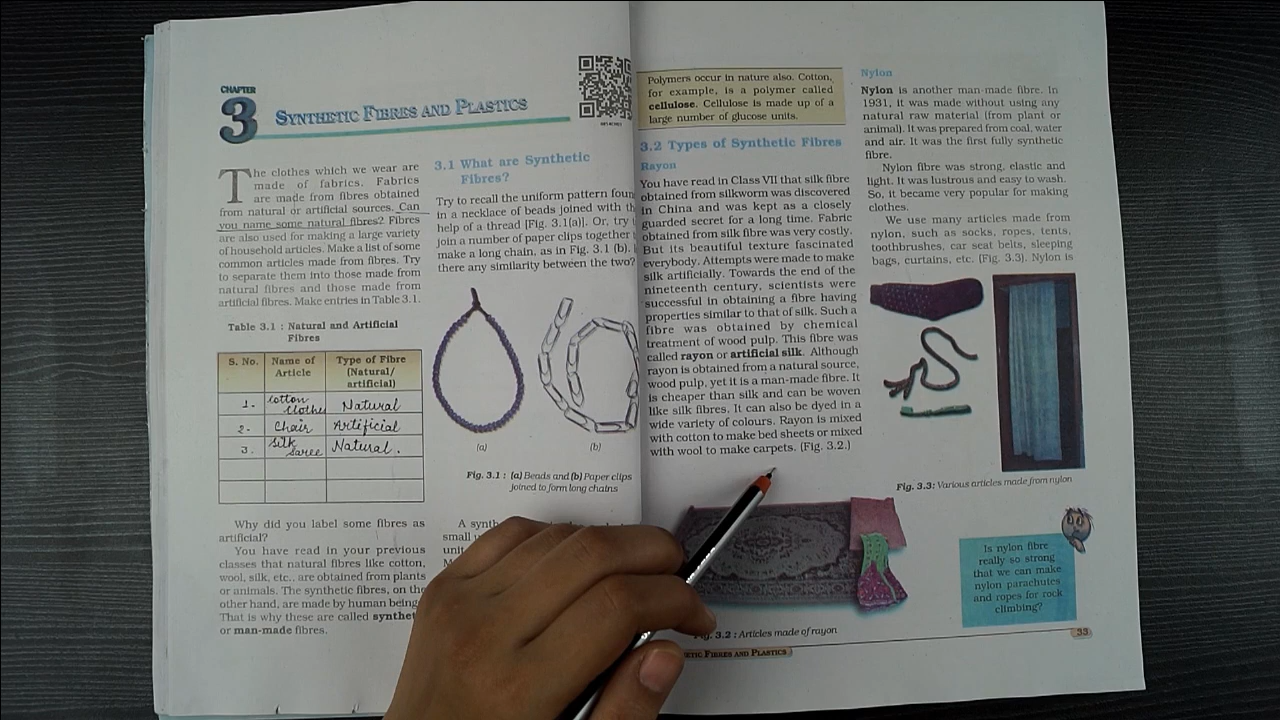 CHAPTER
3
SYNTHETIC FIBRES AND PLASTICS
The clothes which we wear are
made of fabrics. Fabrics
are made from fibres obtained
from natural or artificial sources. Can
you name some natural fibres? Fibres
are also used for making a large variety
of household articles. Make a list of some
common articles made from fibres. Try
to separate them into those made from
natural fibres and those made from
artificial fibres. Make entries in Table 3.1.
Table 3.1 : Natural and Artificial
Fibres
S. No. Name of Article Type of Fibre (Natural/ artificial)
1. Cotton Clothes Natural
2. Chair Artificial
3. Silk Saree Natural.
Why did you label some fibres as
artificial?
You have read in your previous
classes that natural fibres like cotton,
wool, silk, etc., are obtained from plants
or animals. The synthetic fibres, on the
other hand, are made by human being
That is why these are called synthet
or man-made fibres.
3.1 What are Synthetic
Fibres?
Try to recall the uniform pattern foun
in a necklace of beads joined with th
help of a thread [Fig. 3.1(a)]. Or, try
join a number of paper clips together
make a long chain, as in Fig. 3.1 (b).
there any similarity between the two?
(a)
(b)
Fig. 3.1 : (a) Beads and (b) Paper clips
joined to form long chains
A synth
small u
unit
Polymers occur in nature also. Cotton,
for example, is a polymer called
cellulose. Cellulose is made up of a
large number of glucose units.
3.2 Types of Synthetic Fibres
Rayon
You have read in Class VII that silk fibre
obtained from silkworm was discovered
in China and was kept as a closely
guarded secret for a long time. Fabric
obtained from silk fibre was very costly.
But its beautiful texture fascinated
everybody. Attempts were made to make
silk artificially. Towards the end of the
nineteenth century, scientists were
successful in obtaining a fibre having
properties similar to that of silk. Such a
fibre was obtained by chemical
treatment of wood pulp. This fibre was
called rayon or artificial silk. Although
rayon is obtained from a natural source,
wood pulp, yet it is a man-made fibre. It
is cheaper than silk and can be woven
like silk fibres. It can also be dyed in a
wide variety of colours. Rayon is mixed
with cotton to make bed sheets or mixed
with wool to make carpets. (Fig. 3.2.)
Fig. 3.2 : Articles made of rayon
ETIC FIBRES AND PLASTICS
Nylon
Nylon is another man-made fibre. In
1931, it was made without using any
natural raw material (from plant or
animal). It was prepared from coal, water
and air. It was the first fully synthetic
fibre.
Nylon fibre was strong, elastic and
light. It was lustrous and easy to wash.
So, it became very popular for making
clothes.
We use many articles made from
nylon, such as socks, ropes, tents,
toothbrushes, car seat belts, sleeping
bags, curtains, etc. (Fig. 3.3). Nylon is
Fig. 3.3: Various articles made from nylon
Is nylon fibre
really so strong
that we can make
nylon parachutes
and ropes for rock
climbing?
33